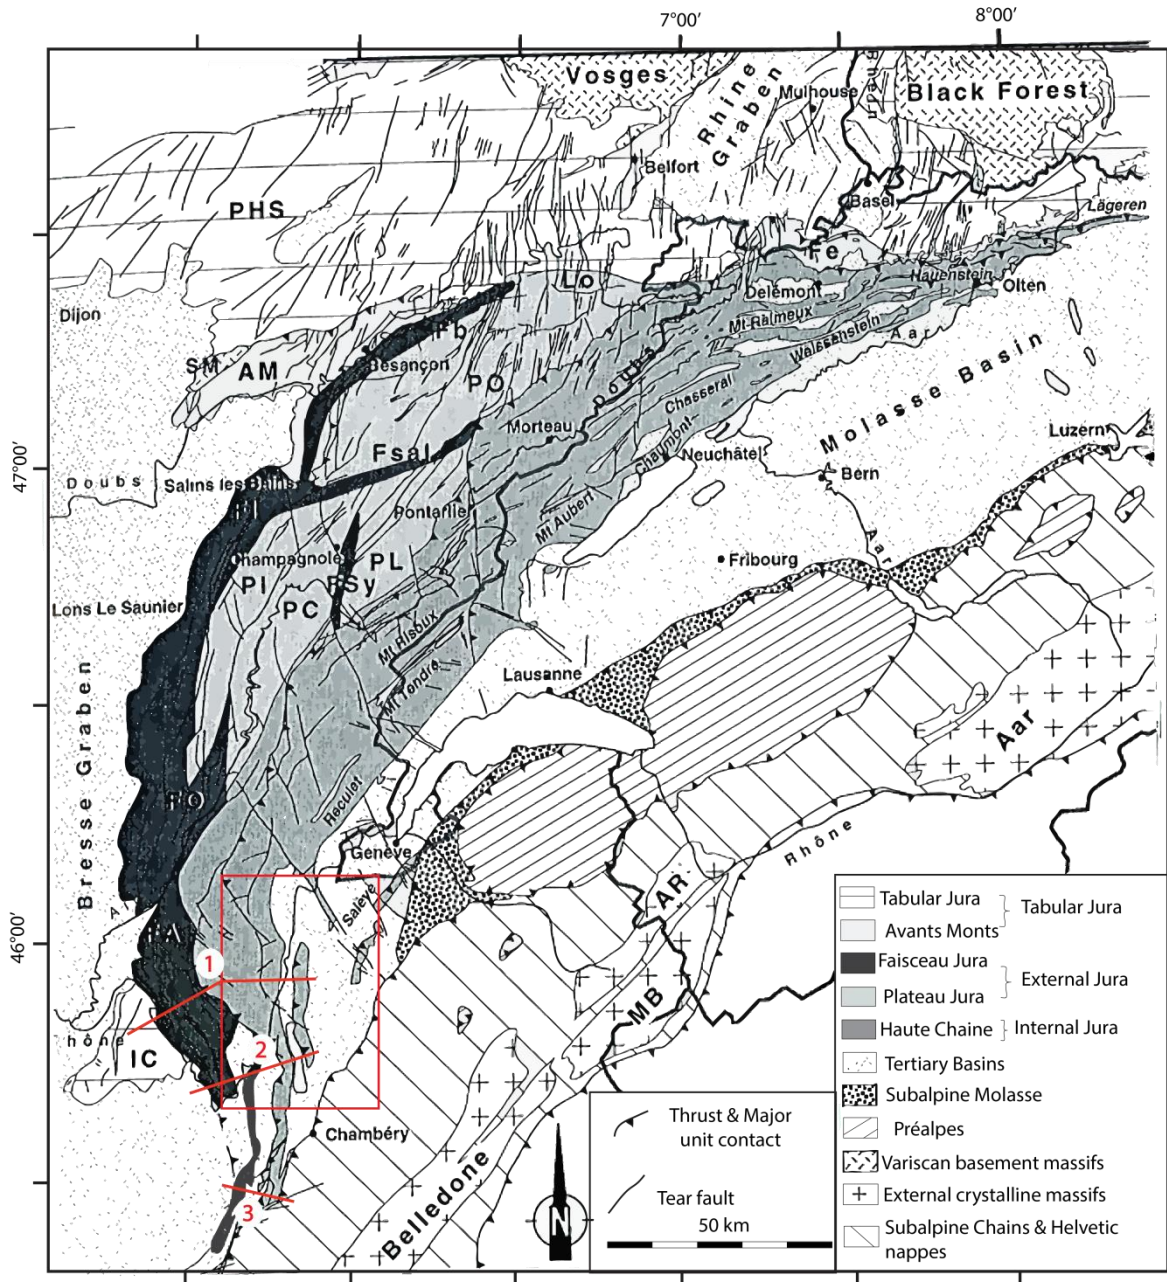 7°00′
8°00′
Vosges
Mulhouse
Black Forest
Rhine
Graben
Belfort
Basel
Lägeren
PHS
Fe
Lo
Hauenstein
Delémont
Olten
Dijon
Mt Raimeux
Fb
Weissenstein
Aar
SM
AM
Besançon
Doubs
PO
Chasseral
Molasse Basin
Morteau
Chaumont
Luzern
Fsal
Neuchâtel
47°00′
Bern
Doubs
Salins les Bains
Fl
Pontarlier
Mt Aubert
Aar
Champagnole
PL
Fribourg
PI
FSy
Lons Le Saunier
PC
Mt Risoux
Mt Tendre
Lausanne
Bresse Graben
Aar
FO
Reculet
Genève
Rhône
Salève
AR
46°00′
FA
1
MB
hône
IC
2
Chambéry
Belledone
3
N
Tabular Jura
Avants Monts
Tabular Jura
Faisceau Jura
Plateau Jura
External Jura
Haute Chaine
Internal Jura
Tertiary Basins
Subalpine Molasse
Préalpes
Variscan basement massifs
External crystalline massifs
Subalpine Chains & Helvetic
nappes
Thrust & Major
unit contact
Tear fault
50 km